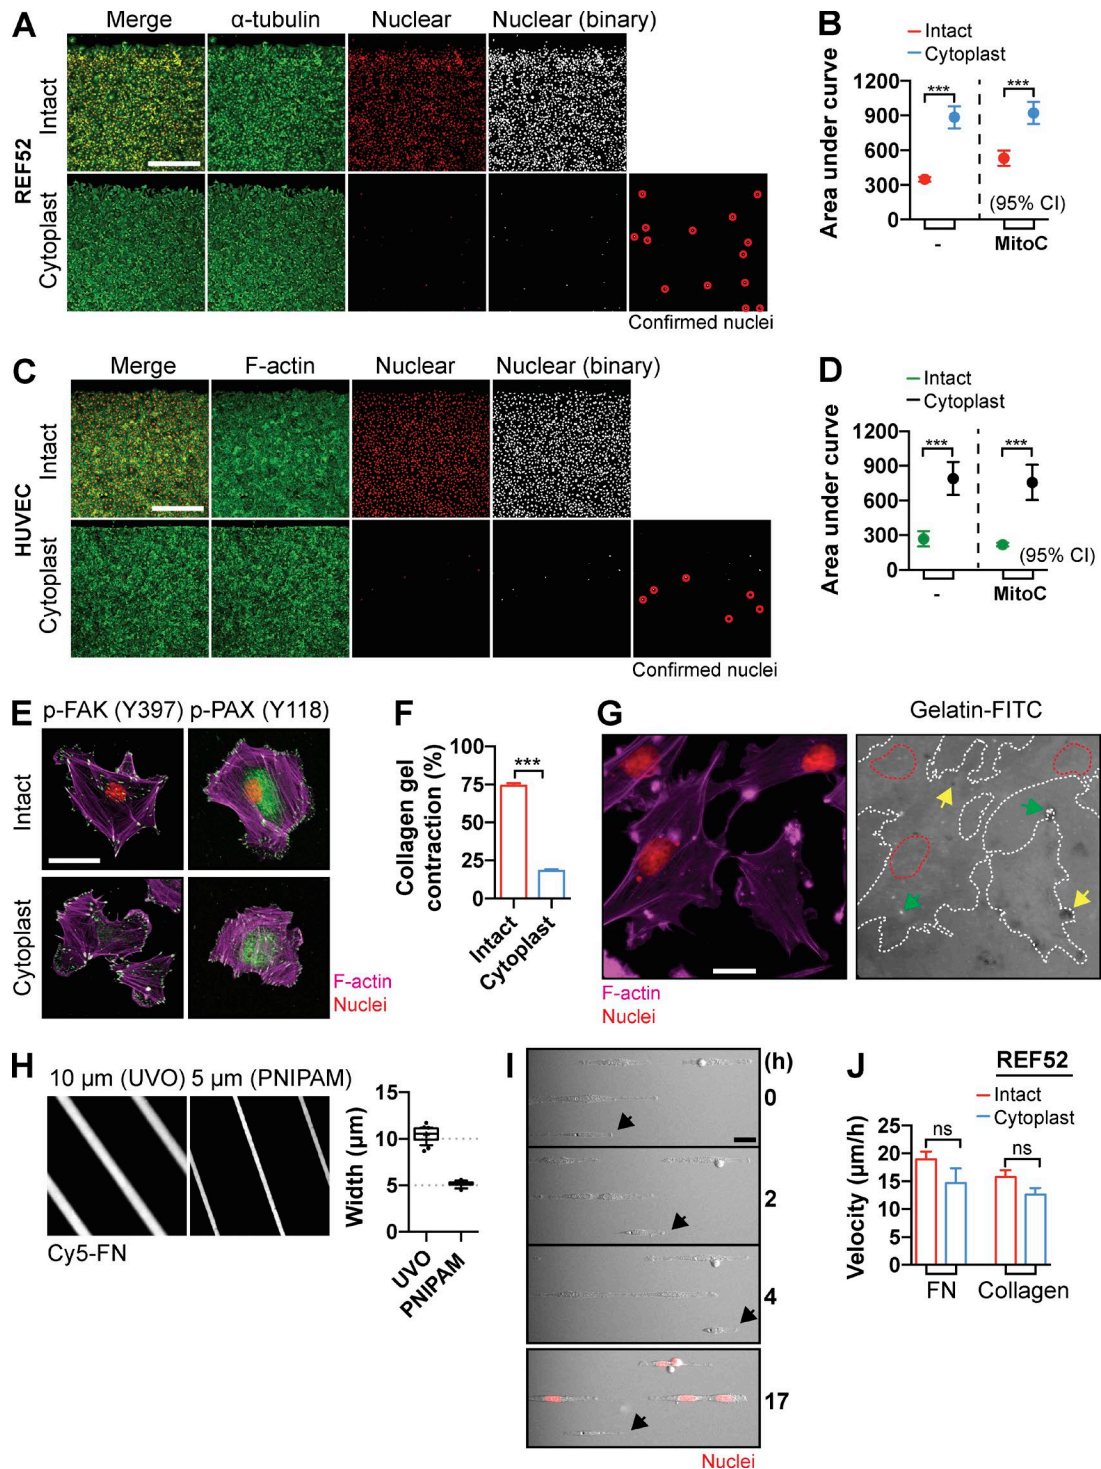 A
Merge α-tubulin Nuclear Nuclear (binary)
REF52
Intact
Cytoplast
Confirmed nuclei
B
Intact
Cytoplast
Area under curve
1200
900
600
300
0
*** ***
(95% CI)
- MitoC
C
Merge F-actin Nuclear Nuclear (binary)
HUVEC
Intact
Cytoplast
Confirmed nuclei
D
Intact
Cytoplast
Area under curve
1200
900
600
300
0
*** ***
(95% CI)
- MitoC
E
p-FAK (Y397) p-PAX (Y118)
Intact
Cytoplast
F-actin
Nuclei
F
Collagen gel
contraction (%)
100
75
50
25
0
***
Intact
Cytoplast
G
Gelatin-FITC
F-actin
Nuclei
H
10 µm (UVO) 5 µm (PNIPAM)
Cy5-FN
Width (µm)
15
10
5
0
UVO
PNIPAM
I
(h)
0
2
4
17
Nuclei
J
REF52
Intact
Cytoplast
Velocity (µm/h)
25
20
15
10
5
0
ns ns
FN Collagen